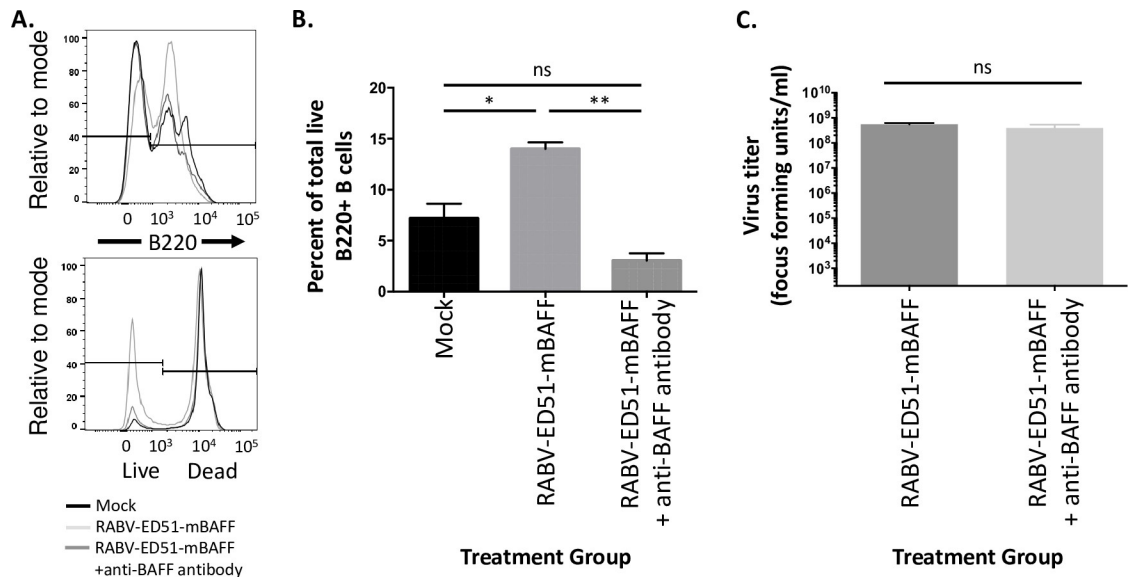 A.
Relative to mode
100
80
60
40
20
0
0 10³ 10⁴ 10⁵
B220
Relative to mode
100
80
60
40
20
0
0 10³ 10⁴ 10⁵
Live Dead
Mock
RABV-ED51-mBAFF
RABV-ED51-mBAFF
+anti-BAFF antibody
B.
Percent of total live
B220+ B cells
20
15
10
5
0
ns
* **
Mock
RABV-ED51-mBAFF
RABV-ED51-mBAFF
+ anti-BAFF antibody
Treatment Group
C.
Virus titer
(focus forming units/ml)
10¹⁰
10⁹
10⁸
10⁷
10⁶
10⁵
10⁴
10³
ns
RABV-ED51-mBAFF
RABV-ED51-mBAFF
+ anti-BAFF antibody
Treatment Group